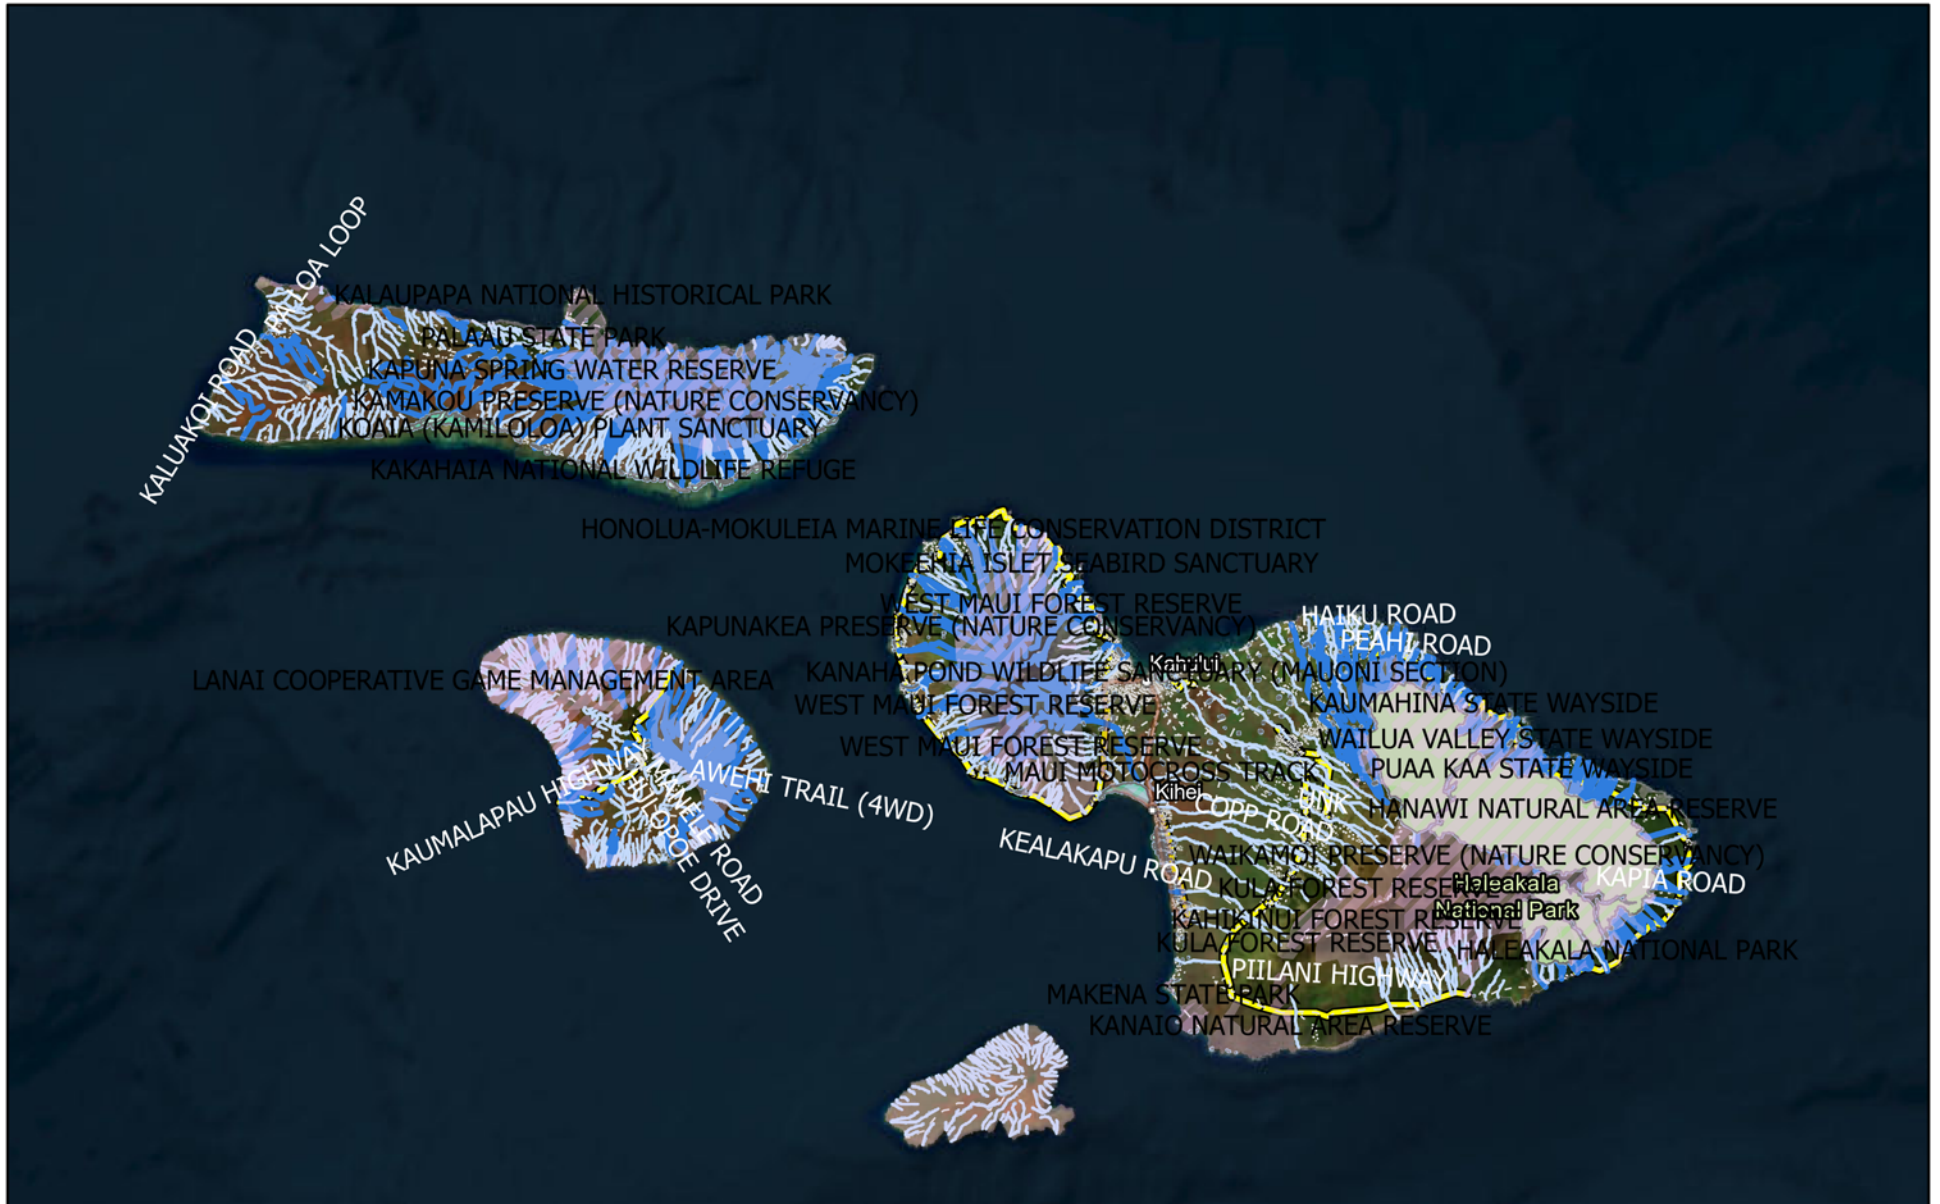 PALOA LOOP
KALAUPAPA NATIONAL HISTORICAL PARK
PALAAU STATE PARK
KALUAKOI ROAD
KAPUNA SPRING WATER RESERVE
KAMAKOU PRESERVE (NATURE CONSERVANCY)
KOAIA (KAMILOLOA) PLANT SANCTUARY
KAKAHAIA NATIONAL WILDLIFE REFUGE
HONOLUA-MOKULEIA MARINE LIFE CONSERVATION DISTRICT
MOKEEHIA ISLET SEABIRD SANCTUARY
WEST MAUI FOREST RESERVE
HAIKU ROAD
KAPUNAKEA PRESERVE (NATURE CONSERVANCY)
PEAHI ROAD
Kahului
KANAHA POND WILDLIFE SANCTUARY (MAUONI SECTION)
LANAI COOPERATIVE GAME MANAGEMENT AREA
WEST MAUI FOREST RESERVE
KAUMAHINA STATE WAYSIDE
WEST MAUI FOREST RESERVE
WAILUA VALLEY STATE WAYSIDE
MAUI MOTOCROSS TRACK
PUAA KAA STATE WAYSIDE
Kihei
UNK
COPP ROAD
HANAWI NATURAL AREA RESERVE
KAUMALAPAU HIGHWAY
MANELE ROAD
HULOPOE DRIVE
AWEHI TRAIL (4WD)
KEALAKAPU ROAD
WAIKAMOI PRESERVE (NATURE CONSERVANCY)
KAPIA ROAD
KULA FOREST RESERVE
Haleakala
National Park
KAHIKINUI FOREST RESERVE
KULA FOREST RESERVE
HALEAKALA NATIONAL PARK
PIILANI HIGHWAY
MAKENA STATE PARK
KANAIO NATURAL AREA RESERVE